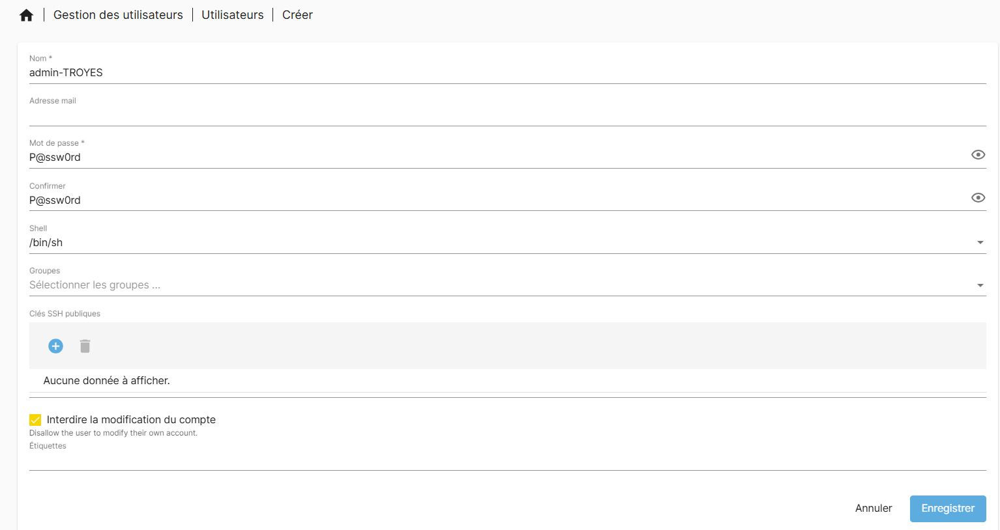 Gestion des utilisateurs | Utilisateurs | Créer
Nom *
admin-TROYES
Adresse mail
Mot de passe *
P@ssw0rd
Confirmer
P@ssw0rd
Shell
/bin/sh
Groupes
Sélectionner les groupes ...
Clés SSH publiques
Aucune donnée à afficher.
Interdire la modification du compte
Disallow the user to modify their own account.
Étiquettes
Annuler Enregistrer